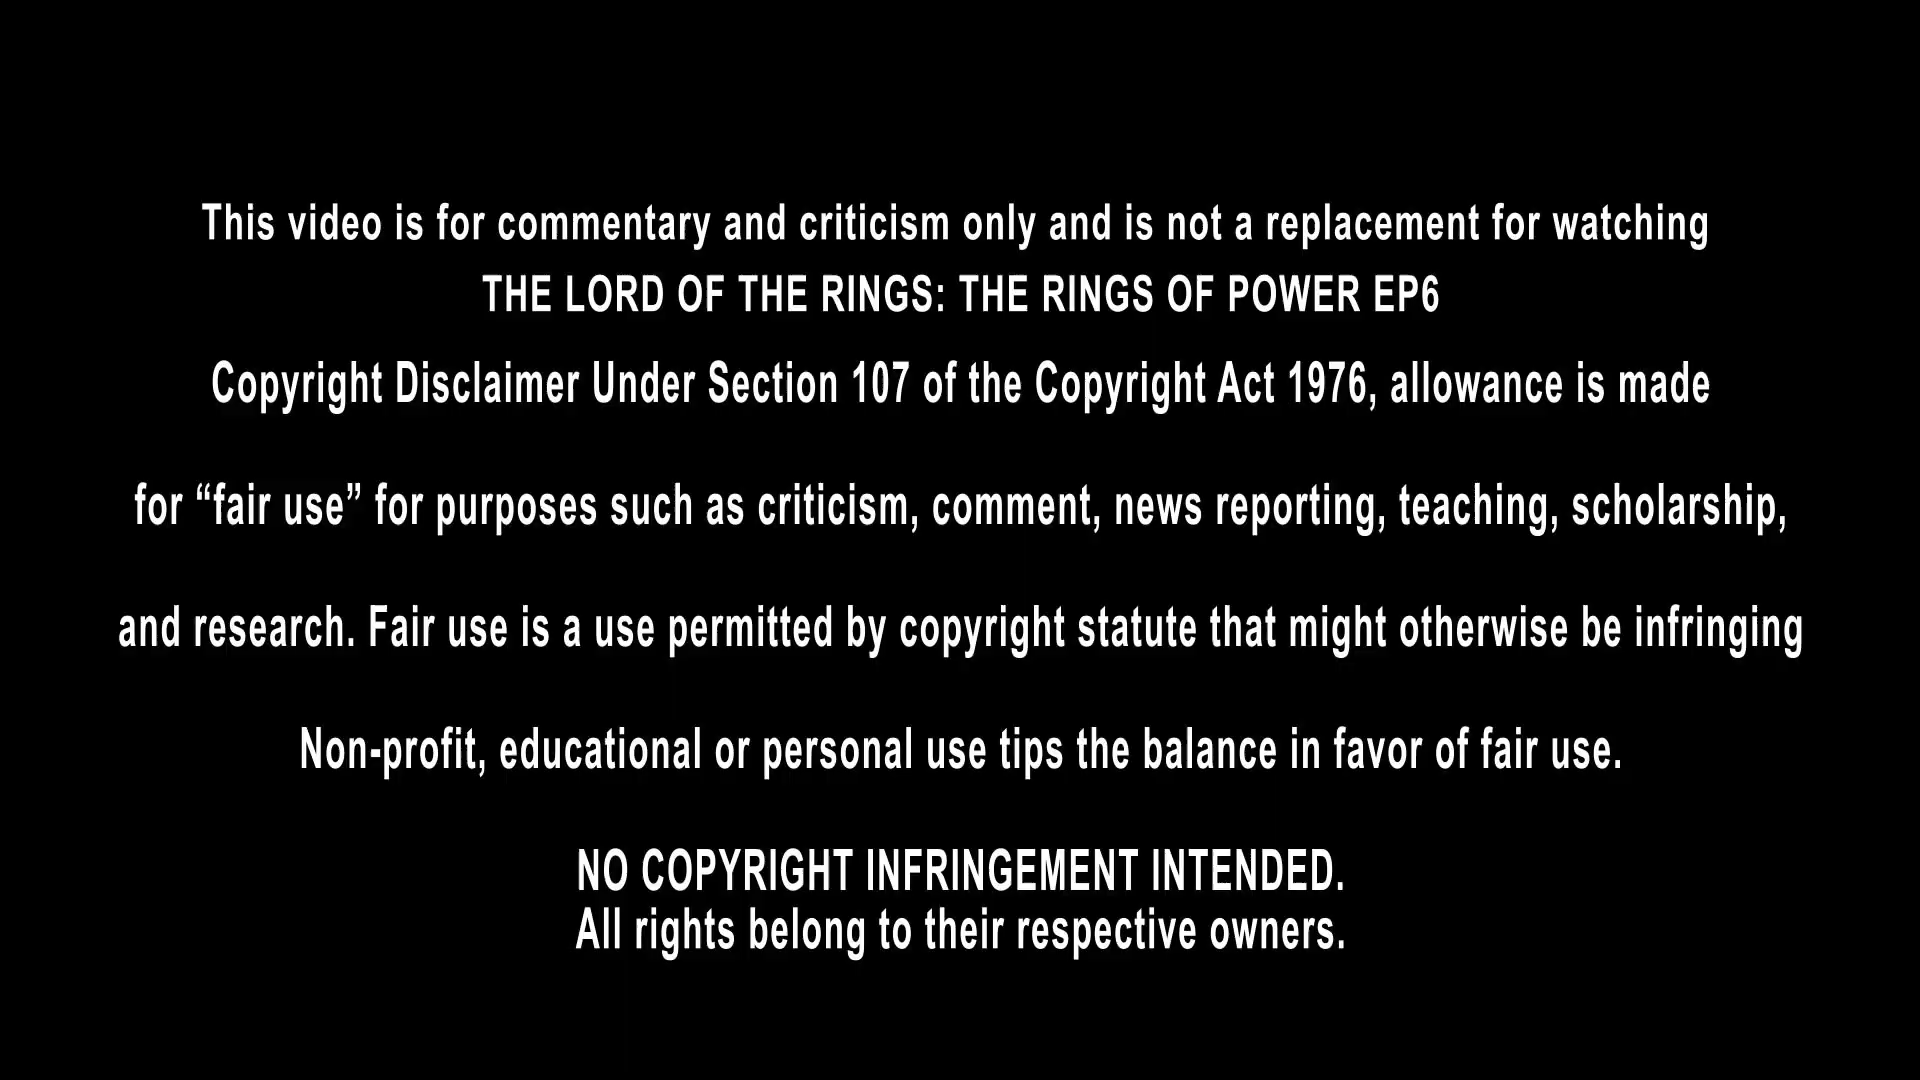 This video is for commentary and criticism only and is not a replacement for watching
THE LORD OF THE RINGS: THE RINGS OF POWER EP6
Copyright Disclaimer Under Section 107 of the Copyright Act 1976, allowance is made
for “fair use” for purposes such as criticism, comment, news reporting, teaching, scholarship,
and research. Fair use is a use permitted by copyright statute that might otherwise be infringing
Non-profit, educational or personal use tips the balance in favor of fair use.
NO COPYRIGHT INFRINGEMENT INTENDED.
All rights belong to their respective owners.